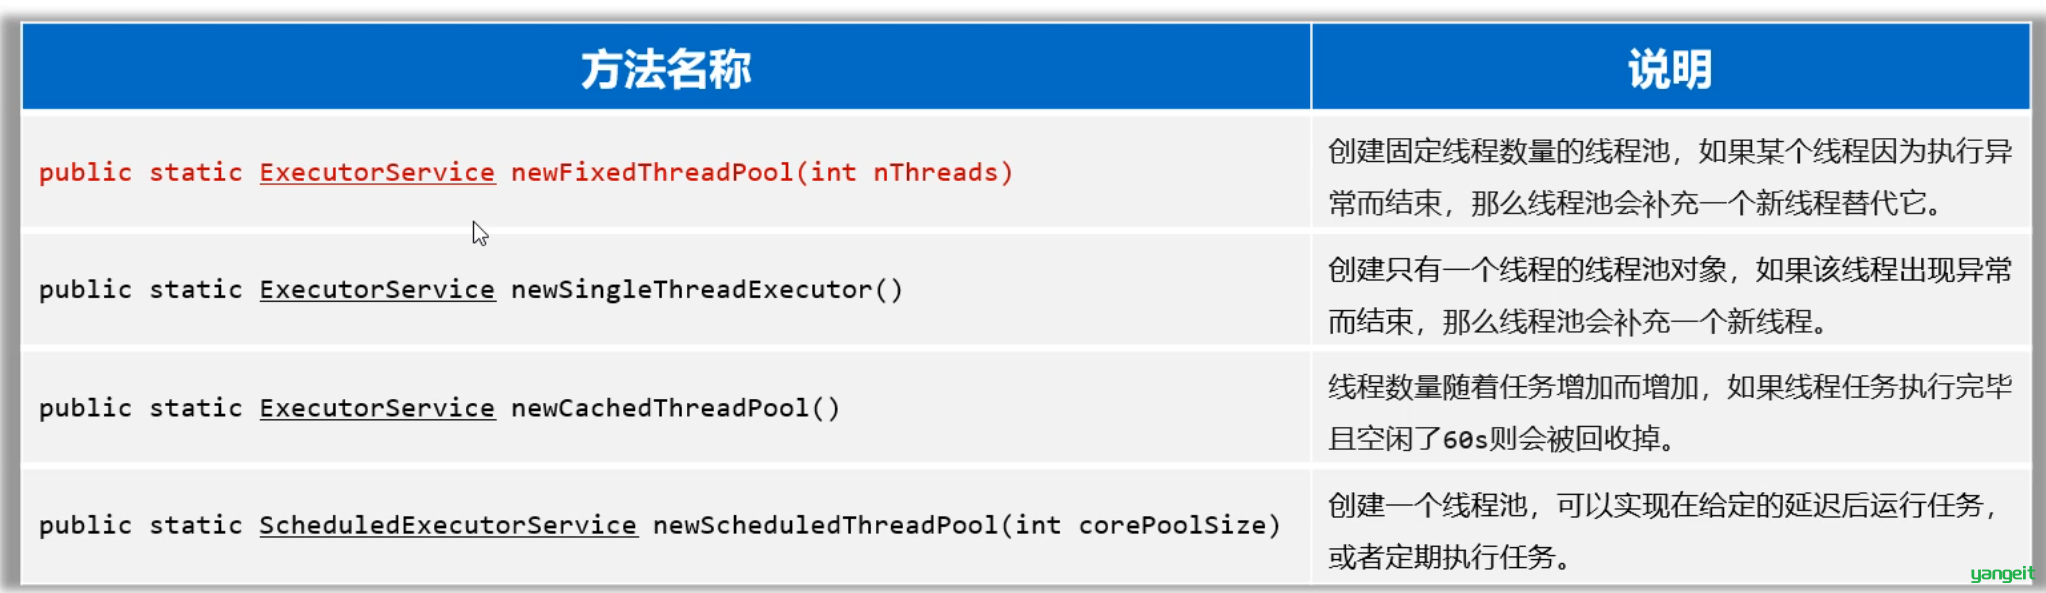 方法名称
说明
public static ExecutorService newFixedThreadPool(int nThreads)
创建固定线程数量的线程池，如果某个线程因为执行异
常而结束，那么线程池会补充一个新线程替代它。
public static ExecutorService newSingleThreadExecutor()
创建只有一个线程的线程池对象，如果该线程出现异常
而结束，那么线程池会补充一个新线程。
public static ExecutorService newCachedThreadPool()
线程数量随着任务增加而增加，如果线程任务执行完毕
且空闲了60s则会被回收掉。
public static ScheduledExecutorService newScheduledThreadPool(int corePoolSize)
创建一个线程池，可以实现在给定的延迟后运行任务，
或者定期执行任务。
yangeit